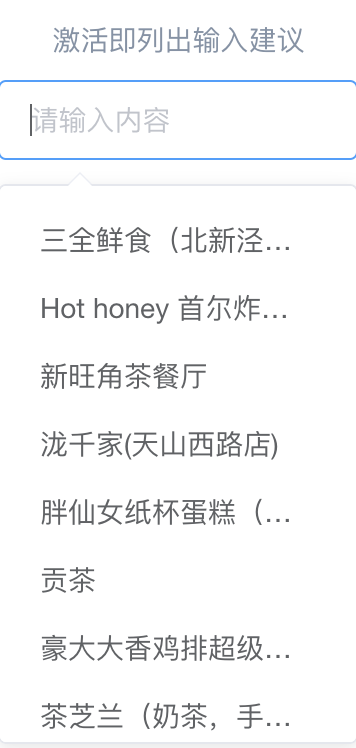 激活即列出输入建议
请输入内容
三全鲜食（北新泾...
Hot honey 首尔炸...
新旺角茶餐厅
泷千家(天山西路店)
胖仙女纸杯蛋糕（...
贡茶
豪大大香鸡排超级...
茶芝兰（奶茶，手...